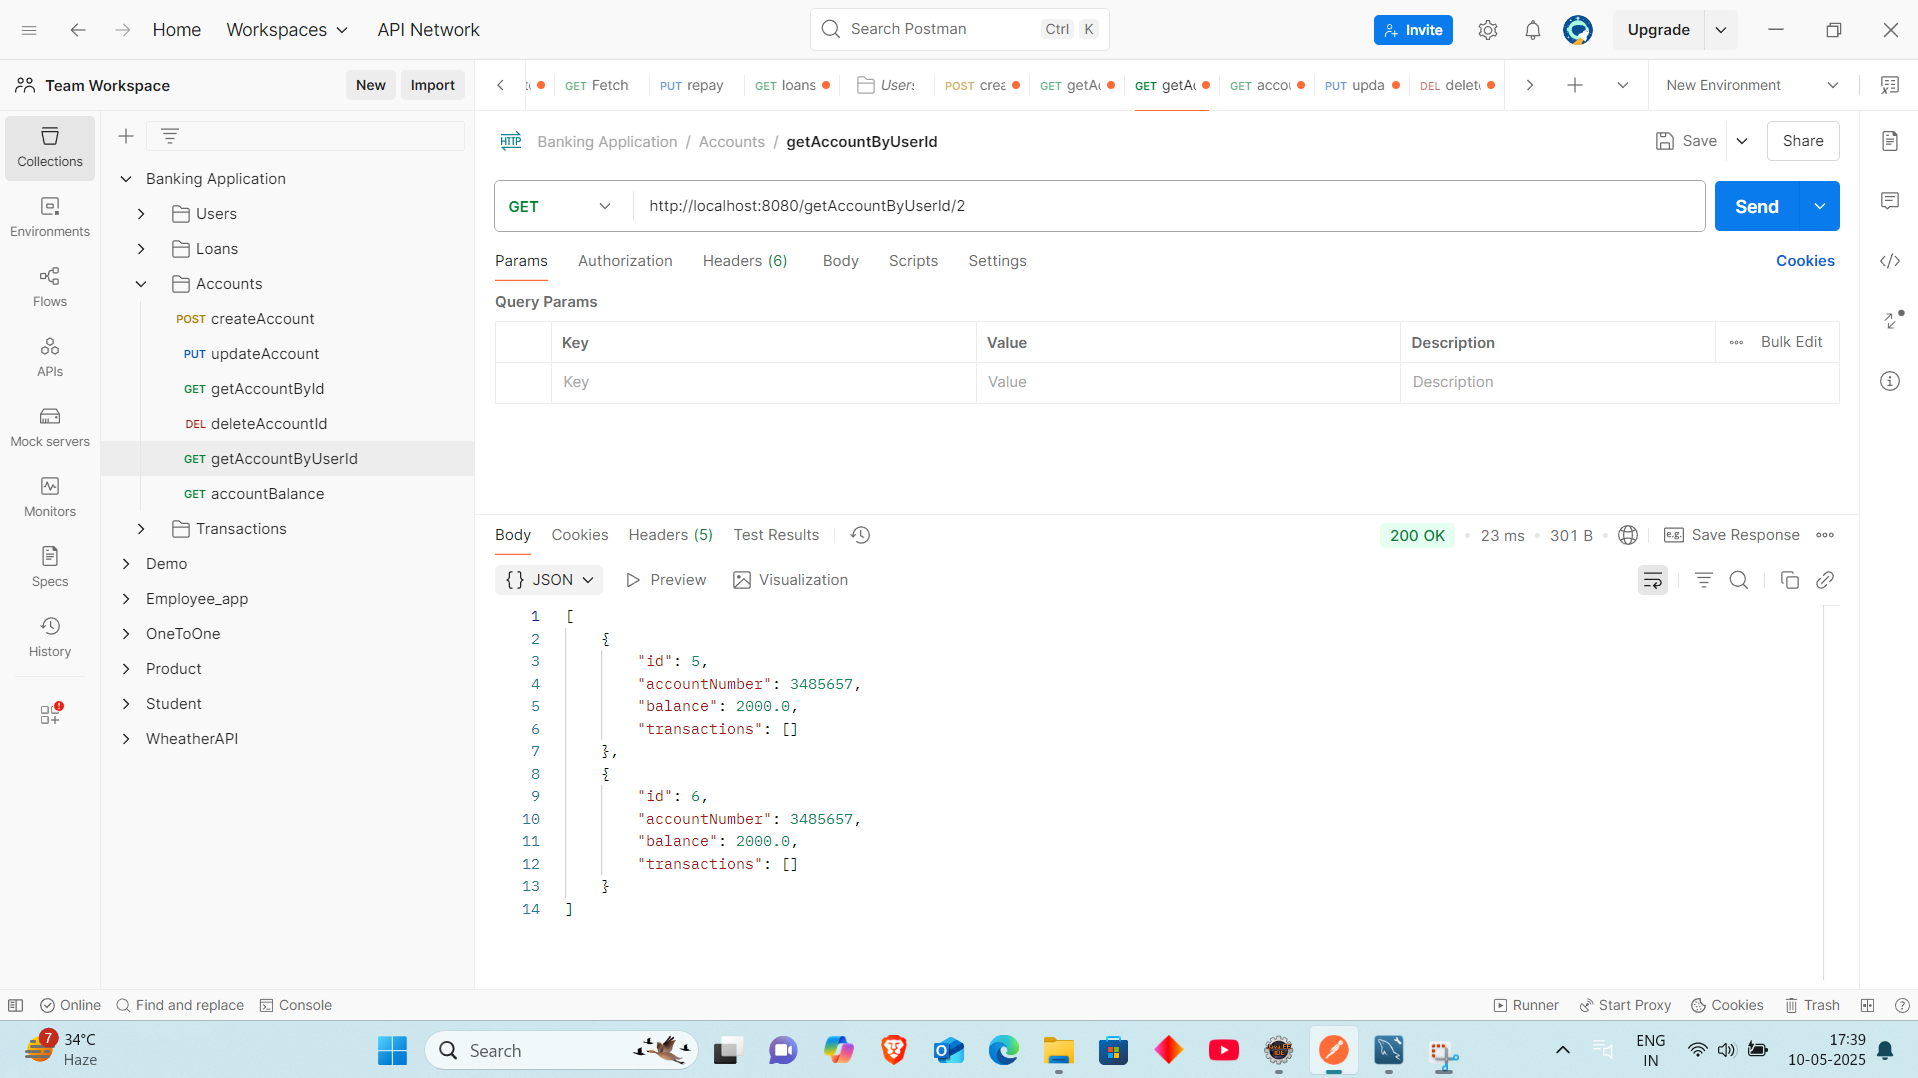 Home Workspaces API Network
Search Postman Ctrl K
Invite Upgrade
Team Workspace New Import
GET Fetch PUT repay GET loans Users POST crea GET getAc GET getAc GET accou PUT upda DEL delet New Environment
Collections
Environments
Flows
APIs
Mock servers
Monitors
Specs
History
Banking Application
Users
Loans
Accounts
POST createAccount
PUT updateAccount
GET getAccountById
DEL deleteAccountId
GET getAccountByUserId
GET accountBalance
Transactions
Demo
Employee_app
OneToOne
Product
Student
WheatherAPI
HTTP Banking Application / Accounts / getAccountByUserId Save Share
GET http://localhost:8080/getAccountByUserId/2 Send
Params Authorization Headers (6) Body Scripts Settings Cookies
Query Params
Key Value Description Bulk Edit
Key Value Description
Body Cookies Headers (5) Test Results 200 OK 23 ms 301 B e.g. Save Response
{} JSON Preview Visualization
1 [
2 {
3 "id": 5,
4 "accountNumber": 3485657,
5 "balance": 2000.0,
6 "transactions": []
7 },
8 {
9 "id": 6,
10 "accountNumber": 3485657,
11 "balance": 2000.0,
12 "transactions": []
13 }
14 ]
Online Find and replace Console Runner Start Proxy Cookies Trash
7 34°C
Haze
Search
ENG
IN
17:39
10-05-2025